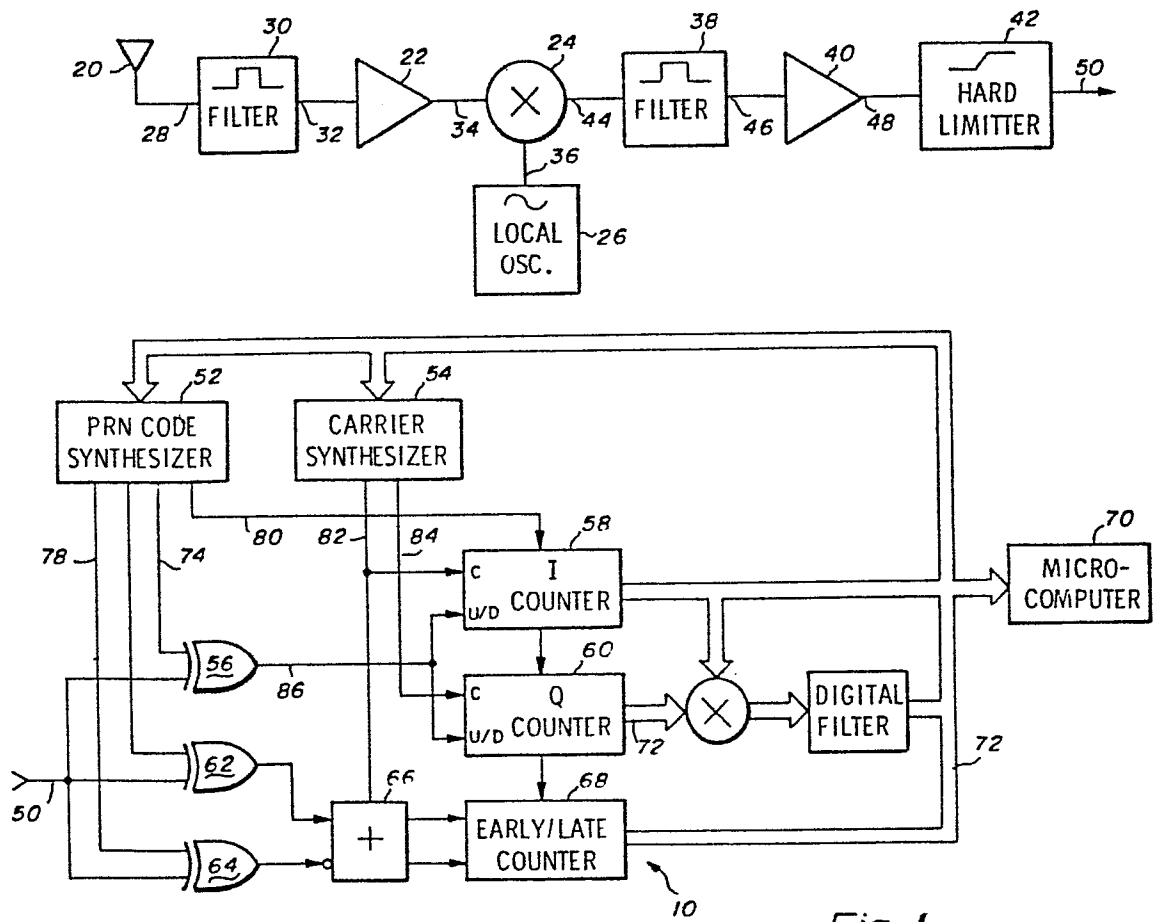 20
28
30
FILTER
32
22
34
24
36
LOCAL
OSC.
26
44
38
FILTER
46
40
48
42
HARD
LIMITTER
50
52
PRN CODE
SYNTHESIZER
54
CARRIER
SYNTHESIZER
78
74
80
82
84
58
C
I
COUNTER
U/D
70
MICRO-
COMPUTER
56
86
60
C
Q
COUNTER
U/D
72
DIGITAL
FILTER
72
62
50
66
+
68
EARLY/LATE
COUNTER
64
10